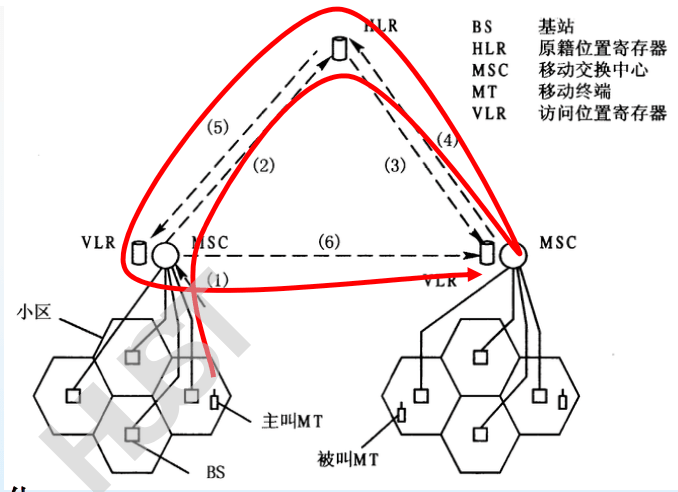 HLR
BS 基站
HLR 原籍位置寄存器
MSC 移动交换中心
MT 移动终端
VLR 访问位置寄存器
(5)
(2)
(4)
(3)
VLR
MSC
(6)
MSC
(1)
VLR
小区
主叫MT
被叫MT
BS
HUST